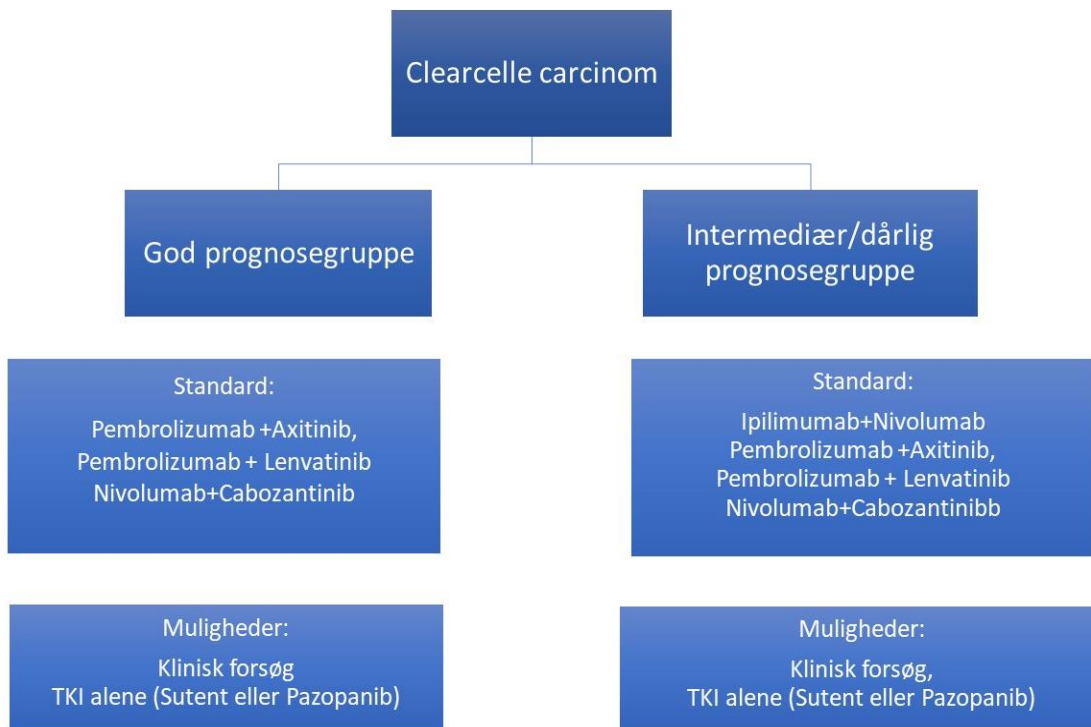 Clearcelle carcinom
God prognosegruppe
Intermediær/dårlig
prognosegruppe
Standard:
Pembrolizumab +Axitinib,
Pembrolizumab + Lenvatinib
Nivolumab+Cabozantinib
Standard:
Ipilimumab+Nivolumab
Pembrolizumab +Axitinib,
Pembrolizumab + Lenvatinib
Nivolumab+Cabozantinibb
Muligheder:
Klinisk forsøg
TKI alene (Sutent eller Pazopanib)
Muligheder:
Klinisk forsøg,
TKI alene (Sutent eller Pazopanib)